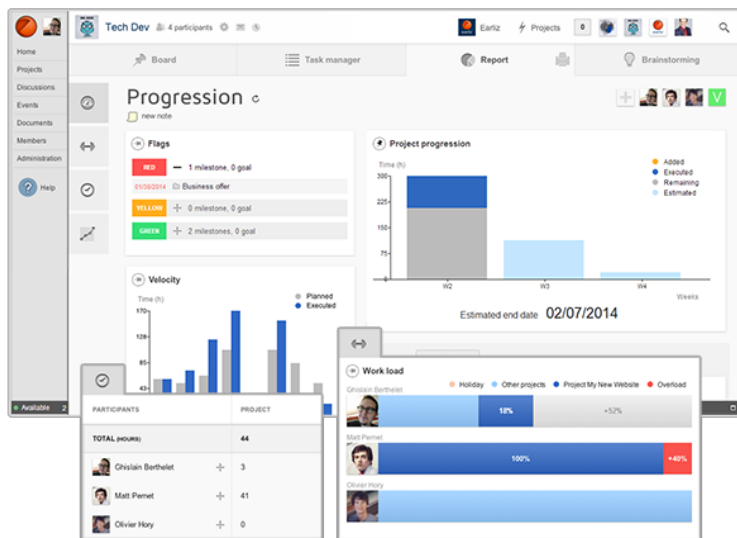 Tech Dev
4 participants
Earliz
Projects
0
Home
Projects
Discussions
Events
Documents
Members
Administration
Help
Available 2
Board
Task manager
Report
Brainstorming
Progression
new note
V
Flags
RED 1 milestone, 0 goal
01/30/2014 Business offer
YELLOW 0 milestone, 0 goal
GREEN 2 milestones, 0 goal
Project progression
Time (h)
Added
Executed
Remaining
Estimated
300
225
150
75
0
W2 W3 W4
Weeks
Estimated end date 02/07/2014
Velocity
Time (h)
Planned
Executed
170
128
85
43
PARTICIPANTS PROJECT
TOTAL (HOURS) 44
Ghislain Berthelet 3
Matt Pernet 41
Olivier Hory 0
Work load
Holiday Other projects Project My New Website Overload
Ghislain Berthelet
18% +52%
Matt Pernet
100% +40%
Olivier Hory